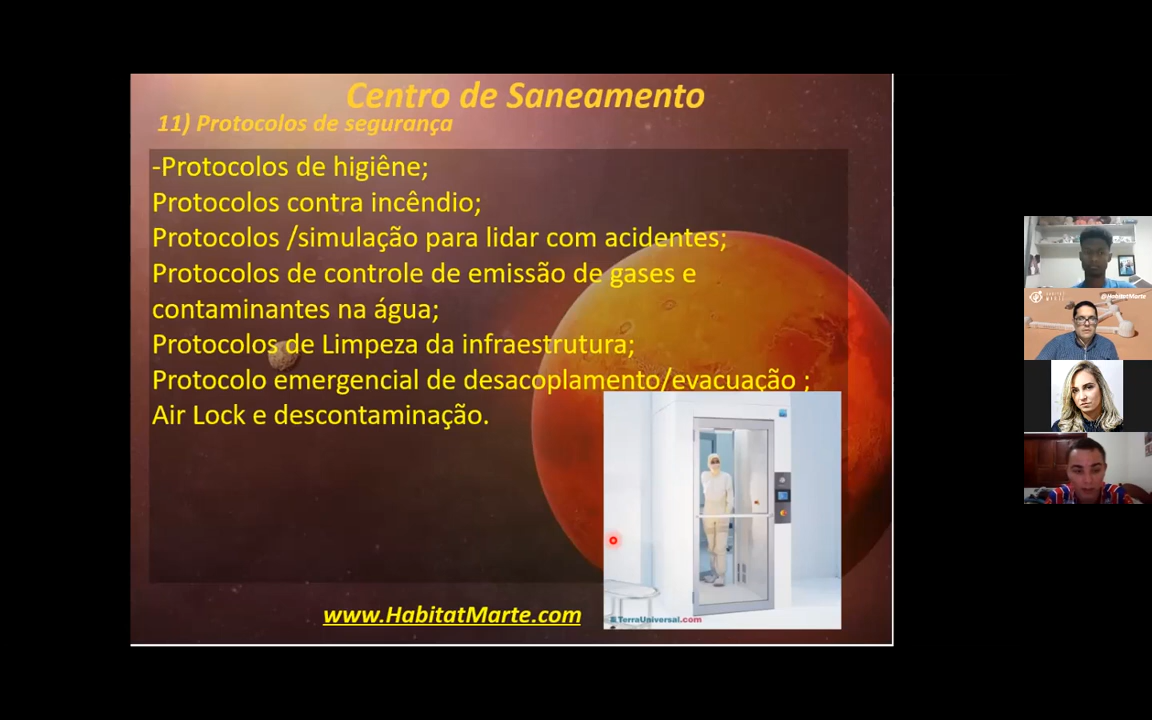 Centro de Saneamento
11) Protocolos de segurança
-Protocolos de higiêne;
Protocolos contra incêndio;
Protocolos /simulação para lidar com acidentes;
Protocolos de controle de emissão de gases e
contaminantes na água;
Protocolos de Limpeza da infraestrutura;
Protocolo emergencial de desacoplamento/evacuação ;
Air Lock e descontaminação.
www.HabitatMarte.com
TerraUniversal.com
@HabitatMarte